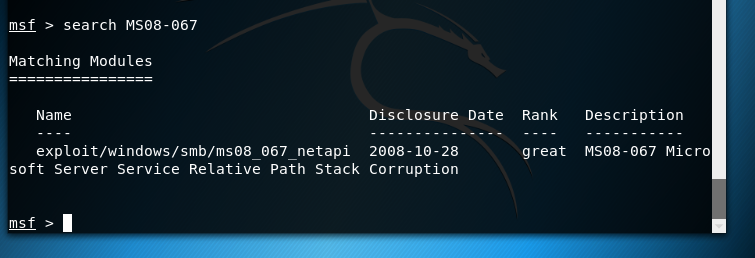 msf > search MS08-067
Matching Modules
================
Name Disclosure Date Rank Description
---- --------------- ---- -----------
exploit/windows/smb/ms08_067_netapi 2008-10-28 great MS08-067 Micro
soft Server Service Relative Path Stack Corruption
msf >